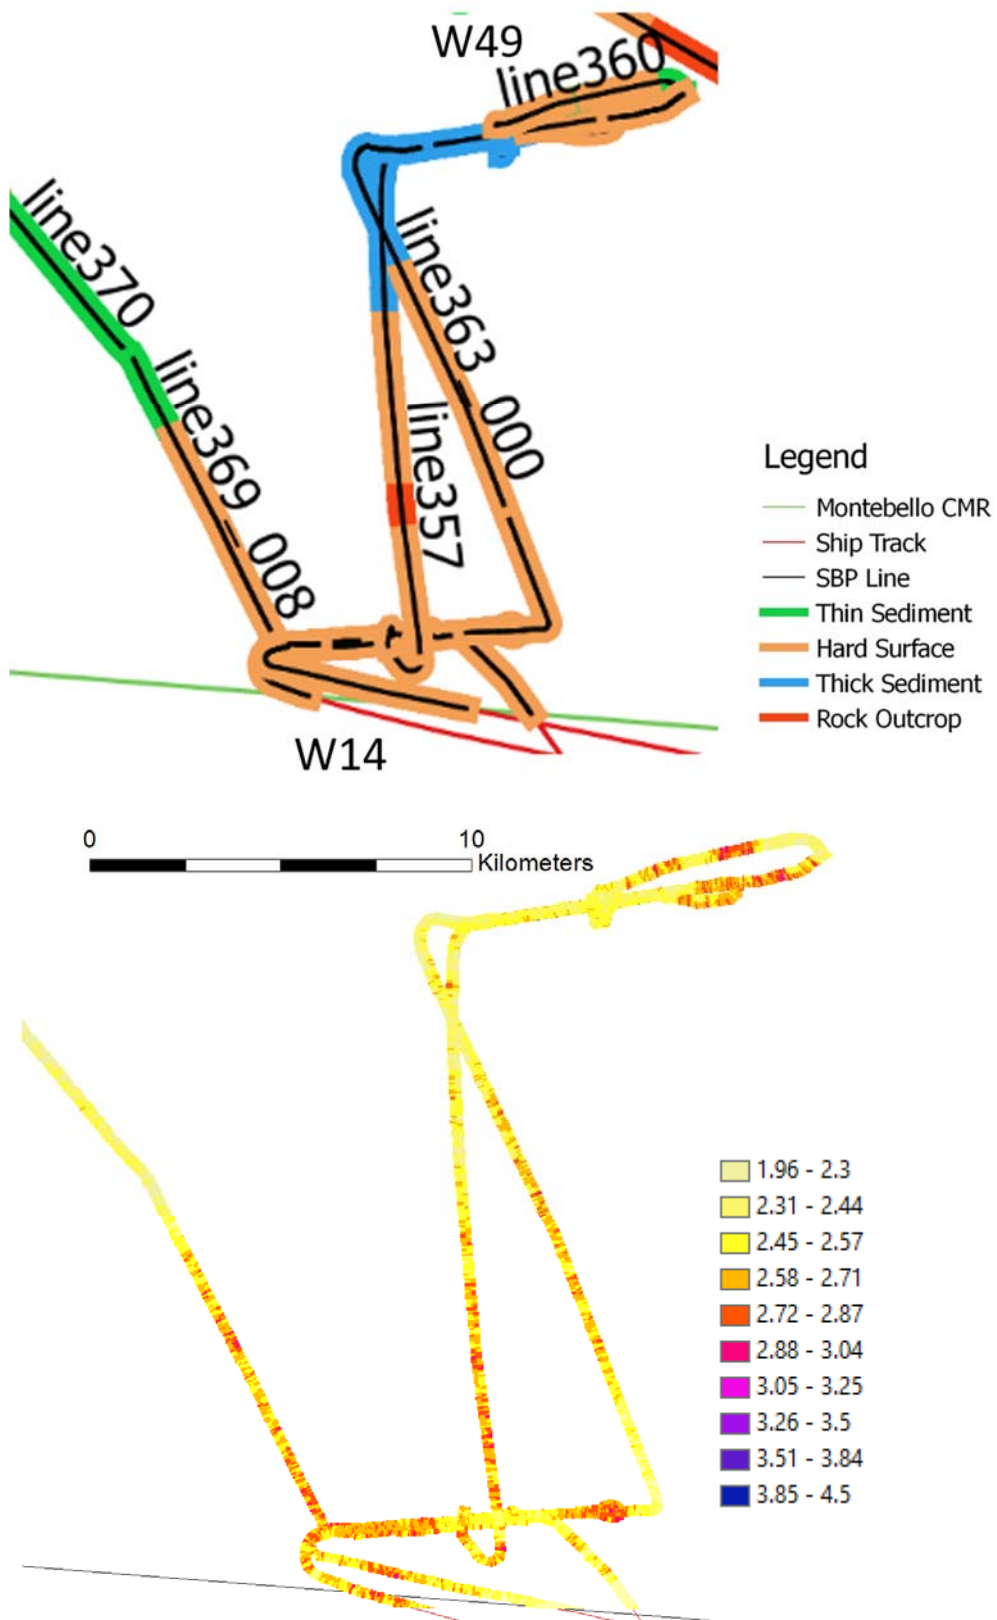 W49
line360
line370
line363_000
line369_008
line357
W14
Legend
Montebello CMR
Ship Track
SBP Line
Thin Sediment
Hard Surface
Thick Sediment
Rock Outcrop
0 10
Kilometers
1.96 - 2.3
2.31 - 2.44
2.45 - 2.57
2.58 - 2.71
2.72 - 2.87
2.88 - 3.04
3.05 - 3.25
3.26 - 3.5
3.51 - 3.84
3.85 - 4.5